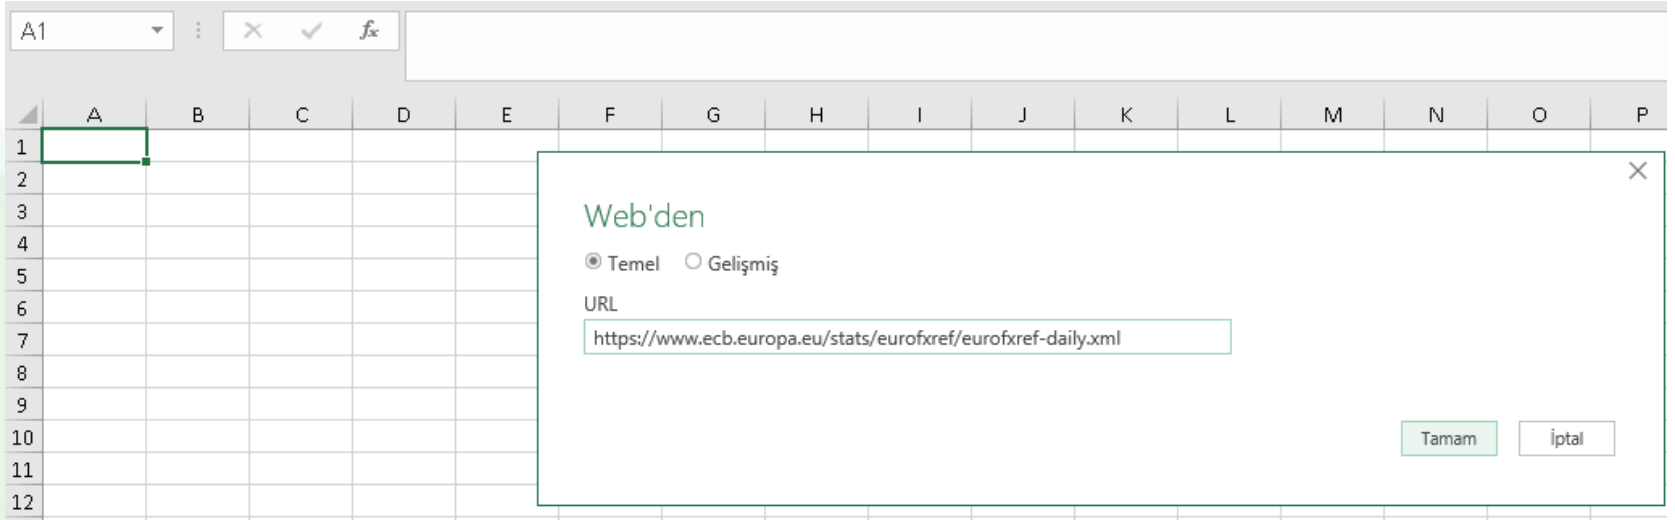 A1 fx
A B C D E F G H I J K L M N O P
1
2
3
4
5
6
7
8
9
10
11
12
Web'den
Temel Gelişmiş
URL
https://www.ecb.europa.eu/stats/eurofxref/eurofxref-daily.xml
Tamam İptal